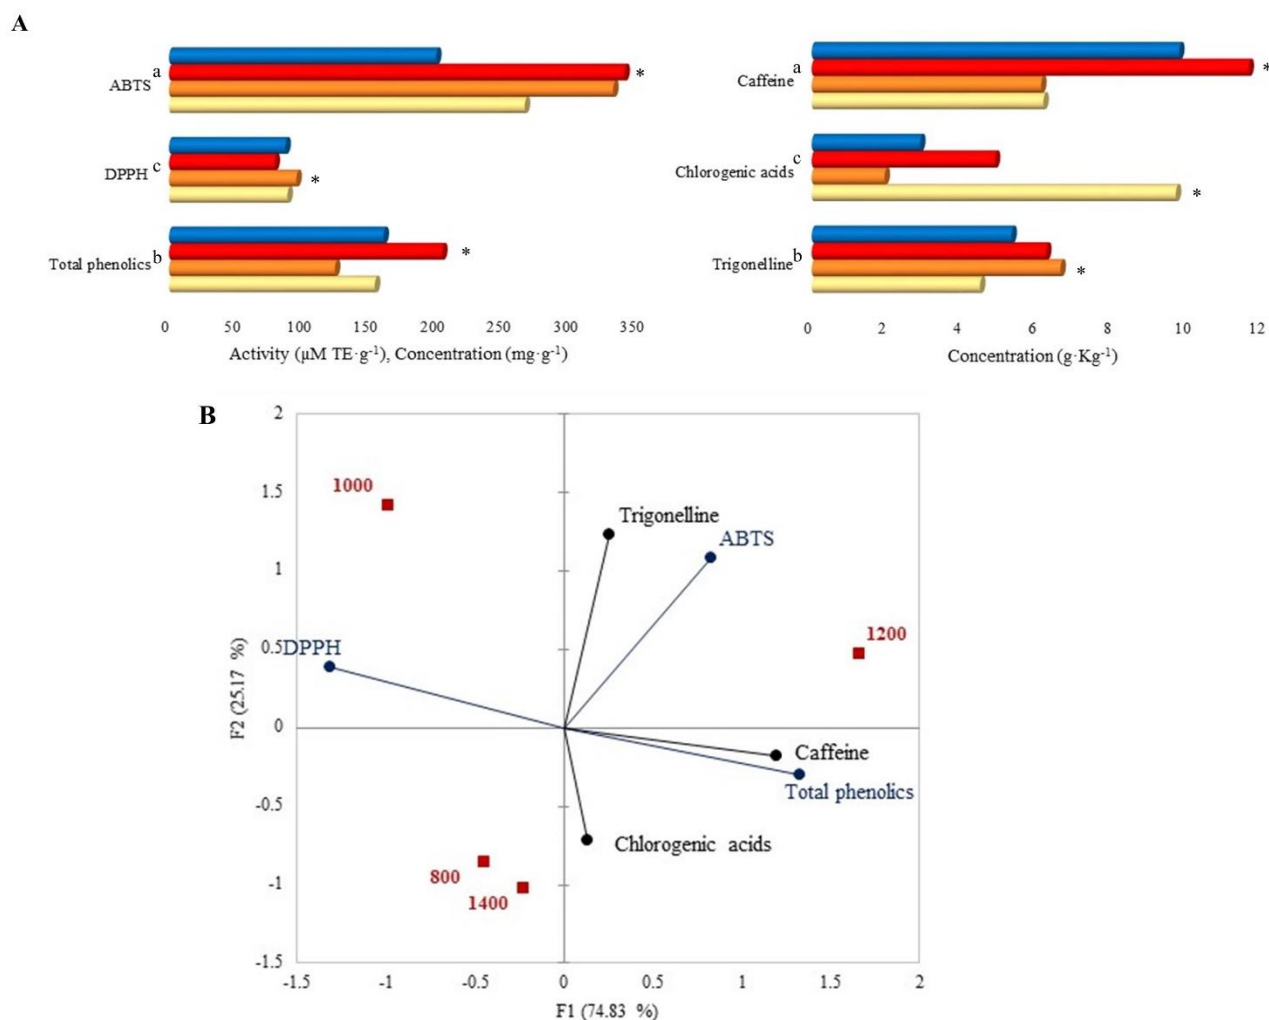 A
ABTS a *
DPPH c *
Total phenolics b *
0 50 100 150 200 250 300 350
Activity (µM TE·g-1), Concentration (mg·g-1)
Caffeine a *
Chlorogenic acids c *
Trigonelline b *
0 2 4 6 8 10 12
Concentration (g·Kg-1)
B
2
1.5
1
0.5
0
-0.5
-1
-1.5
F2 (25.17 %)
1000
Trigonelline
ABTS
1200
DPPH
Caffeine
Total phenolics
Chlorogenic acids
800
1400
-1.5 -1 -0.5 0 0.5 1 1.5 2
F1 (74.83 %)